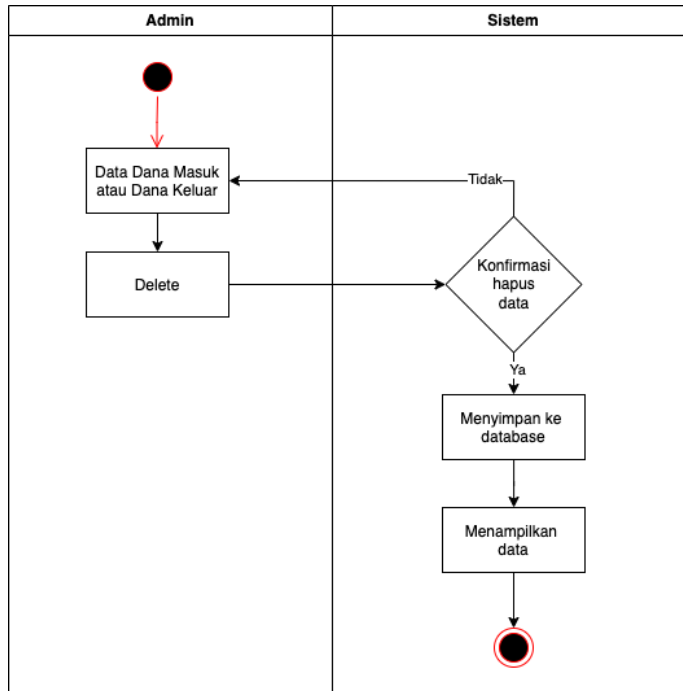 Admin
Sistem
Data Dana Masuk
atau Dana Keluar
Tidak
Delete
Konfirmasi
hapus
data
Ya
Menyimpan ke
database
Menampilkan
data